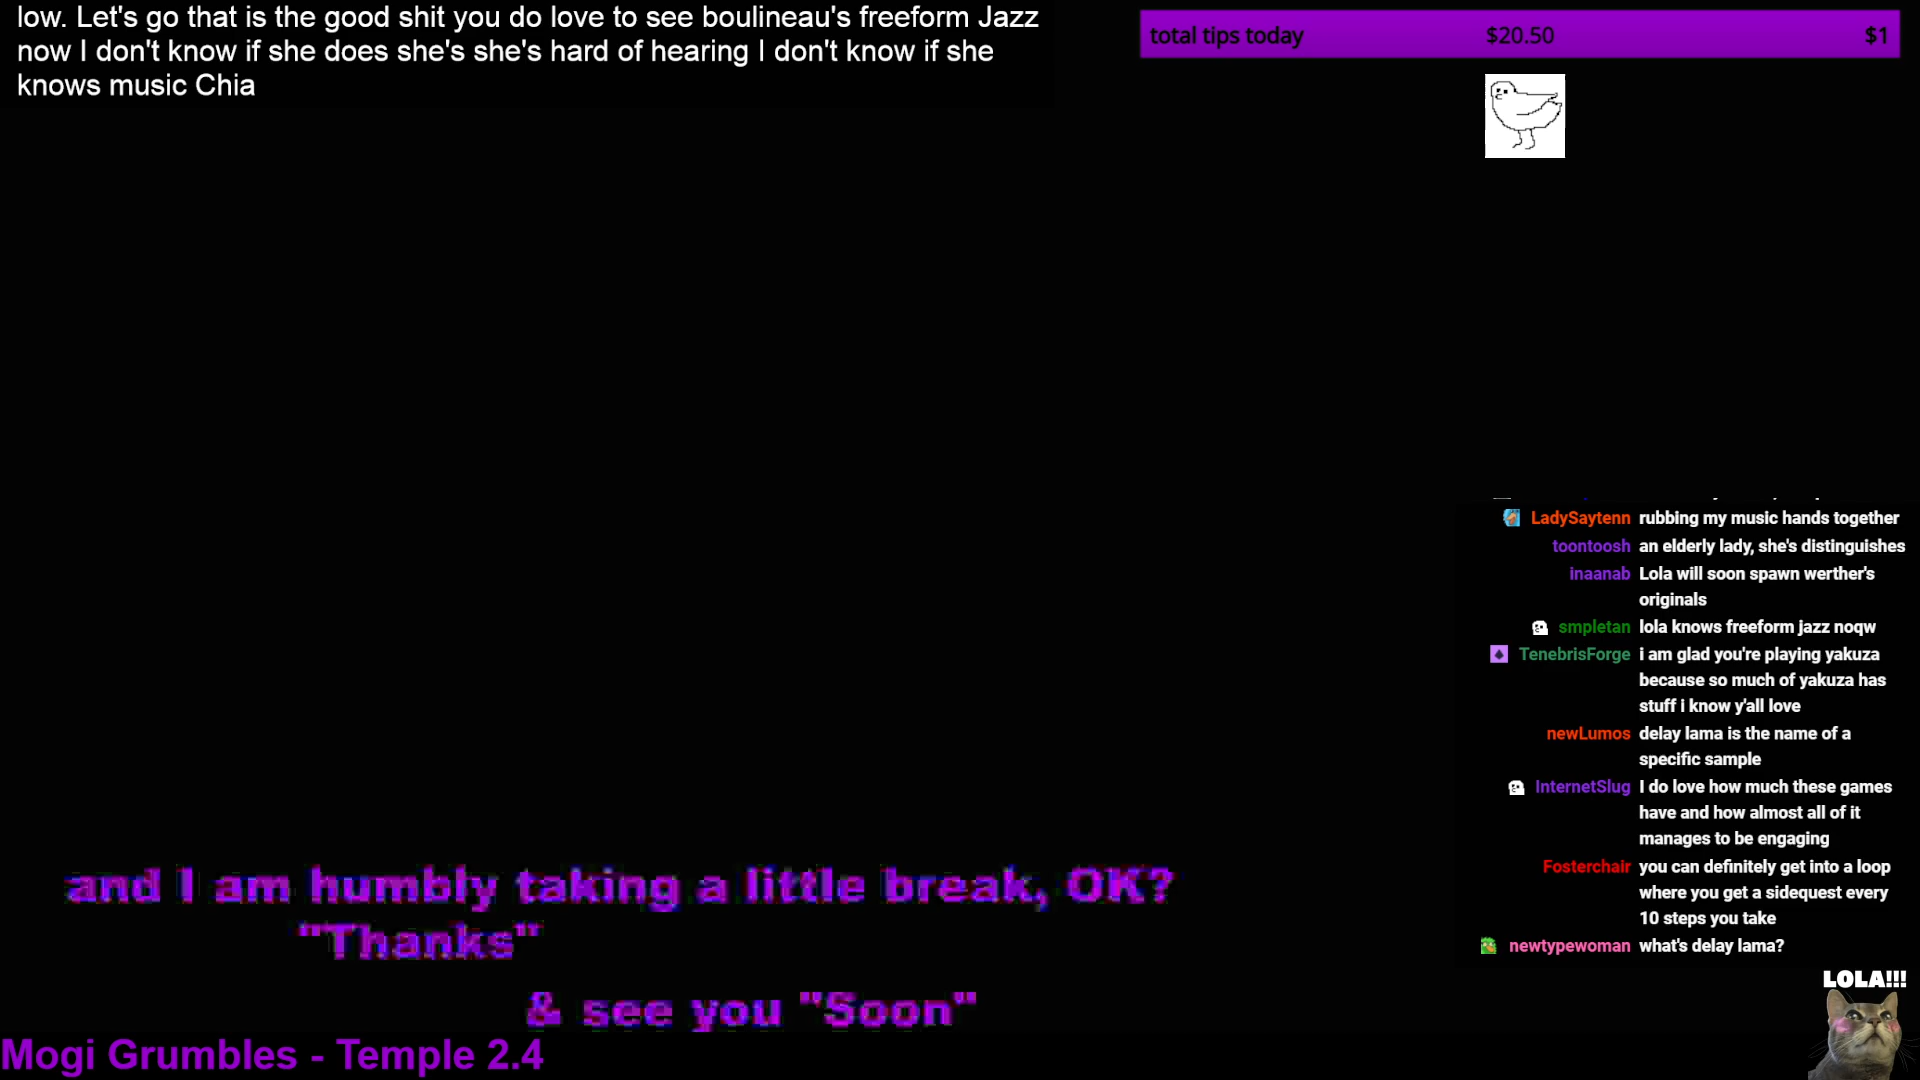 low. Let's go that is the good shit you do love to see boulineau's freeform Jazz
now I don't know if she does she's she's hard of hearing I don't know if she
knows music Chia
total tips today $20.50 $1
LadySaytenn rubbing my music hands together
toontoosh an elderly lady, she's distinguishes
inaanab Lola will soon spawn werther's
originals
smpletan lola knows freeform jazz noqw
TenebrisForge i am glad you're playing yakuza
because so much of yakuza has
stuff i know y'all love
newLumos delay lama is the name of a
specific sample
InternetSlug I do love how much these games
have and how almost all of it
manages to be engaging
Fosterchair you can definitely get into a loop
where you get a sidequest every
10 steps you take
newtypewoman what's delay lama?
LOLA!!!
and I am humbly taking a little break, OK?
"Thanks"
& see you "Soon"
Mogi Grumbles - Temple 2.4